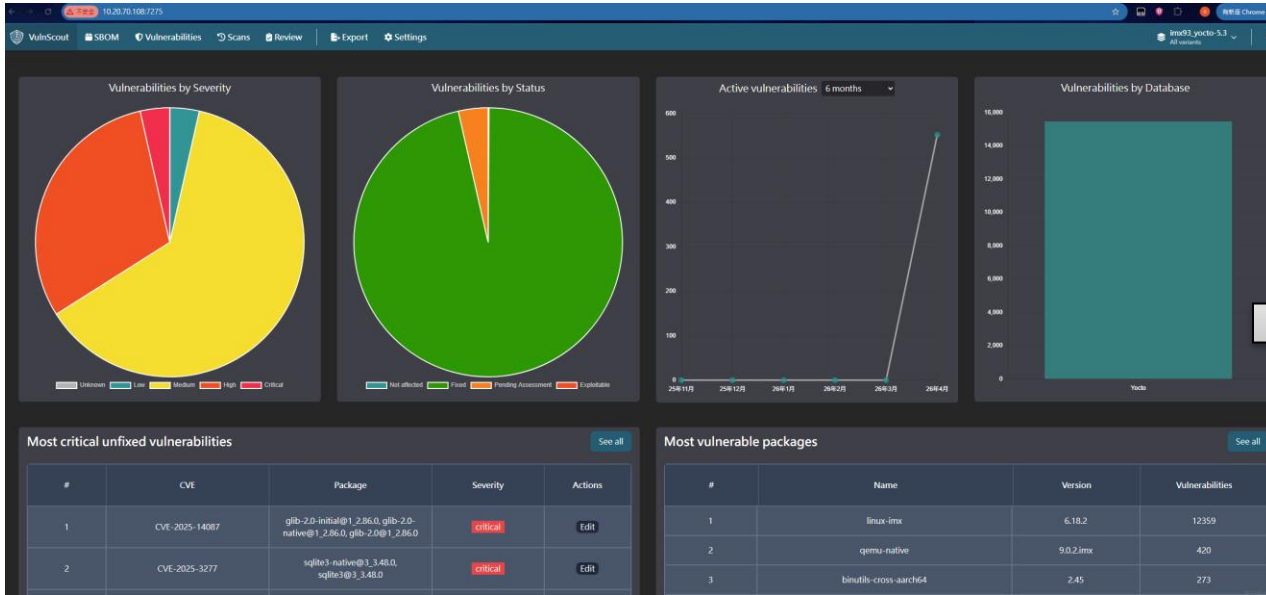 不安全 10.20.70.108:7275
VulnScout SBOM Vulnerabilities Scans Review Export Settings
imx93_yocto-5.3
All variants
Vulnerabilities by Severity
Unknown Low Medium High Critical
Vulnerabilities by Status
Not affected Fixed Pending Assessment Exploitable
Active vulnerabilities 6 months
600
500
400
300
200
100
0
25年11月 25年12月 26年1月 26年2月 26年3月 26年4月
Vulnerabilities by Database
16,000
14,000
12,000
10,000
8,000
6,000
4,000
2,000
0
Yocto
Most critical unfixed vulnerabilities See all
# CVE Package Severity Actions
1 CVE-2025-14087 glib-2.0-initial@1_2.86.0, glib-2.0-
native@1_2.86.0, glib-2.0@1_2.86.0 critical Edit
2 CVE-2025-3277 sqlite3-native@3_3.48.0,
sqlite3@3_3.48.0 critical Edit
Most vulnerable packages See all
# Name Version Vulnerabilities
1 linux-imx 6.18.2 12359
2 qemu-native 9.0.2.imx 420
3 binutils-cross-aarch64 2.45 273